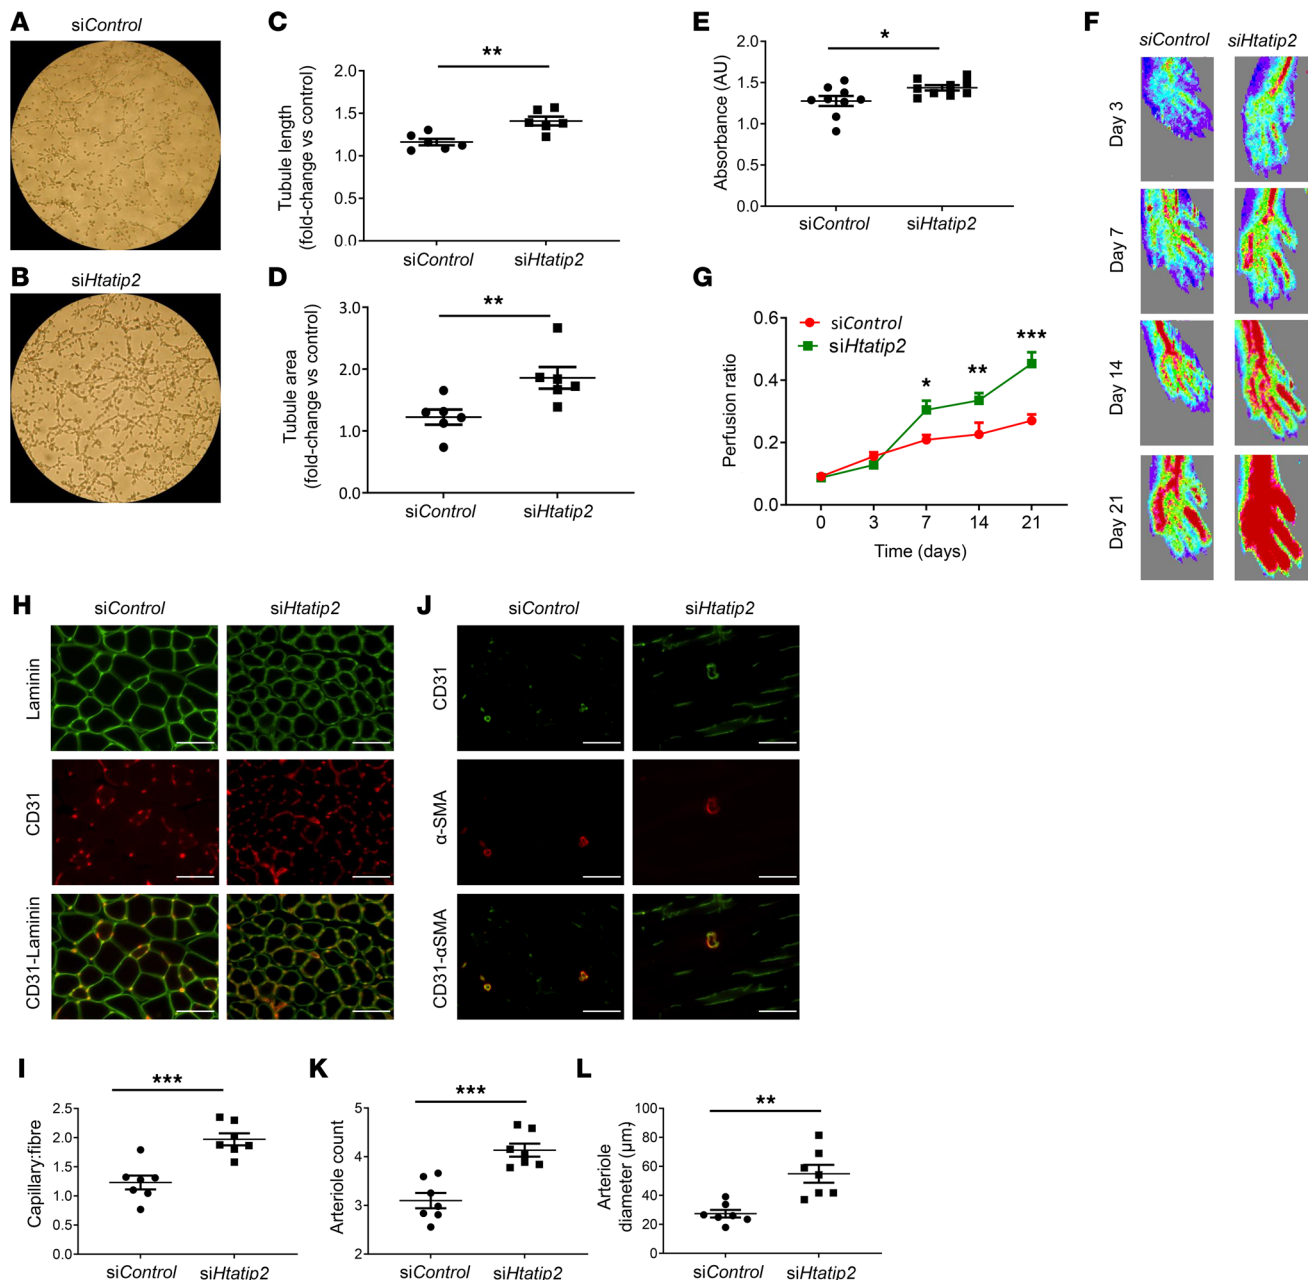 A
siControl
B
siHtatip2
C
**
Tubule length
(fold-change vs control)
2.0
1.5
1.0
0.5
0.0
siControl
siHtatip2
D
**
Tubule area
(fold-change vs control)
3.0
2.0
1.0
0.0
siControl
siHtatip2
E
*
Absorbance (AU)
2.0
1.5
1.0
0.5
0.0
siControl
siHtatip2
F
siControl
siHtatip2
Day 3
Day 7
Day 14
Day 21
G
siControl
siHtatip2
Perfusion ratio
0.6
0.4
0.2
0.0
*
**
***
0 3 7 14 21
Time (days)
H
siControl
siHtatip2
Laminin
CD31
CD31-Laminin
J
siControl
siHtatip2
CD31
α-SMA
CD31-αSMA
I
***
Capillary:fibre
2.5
2.0
1.5
1.0
0.5
0.0
siControl
siHtatip2
K
***
Arteriole count
5
4
3
2
siControl
siHtatip2
L
**
Arteriole
diameter (μm)
100
80
60
40
20
0
siControl
siHtatip2